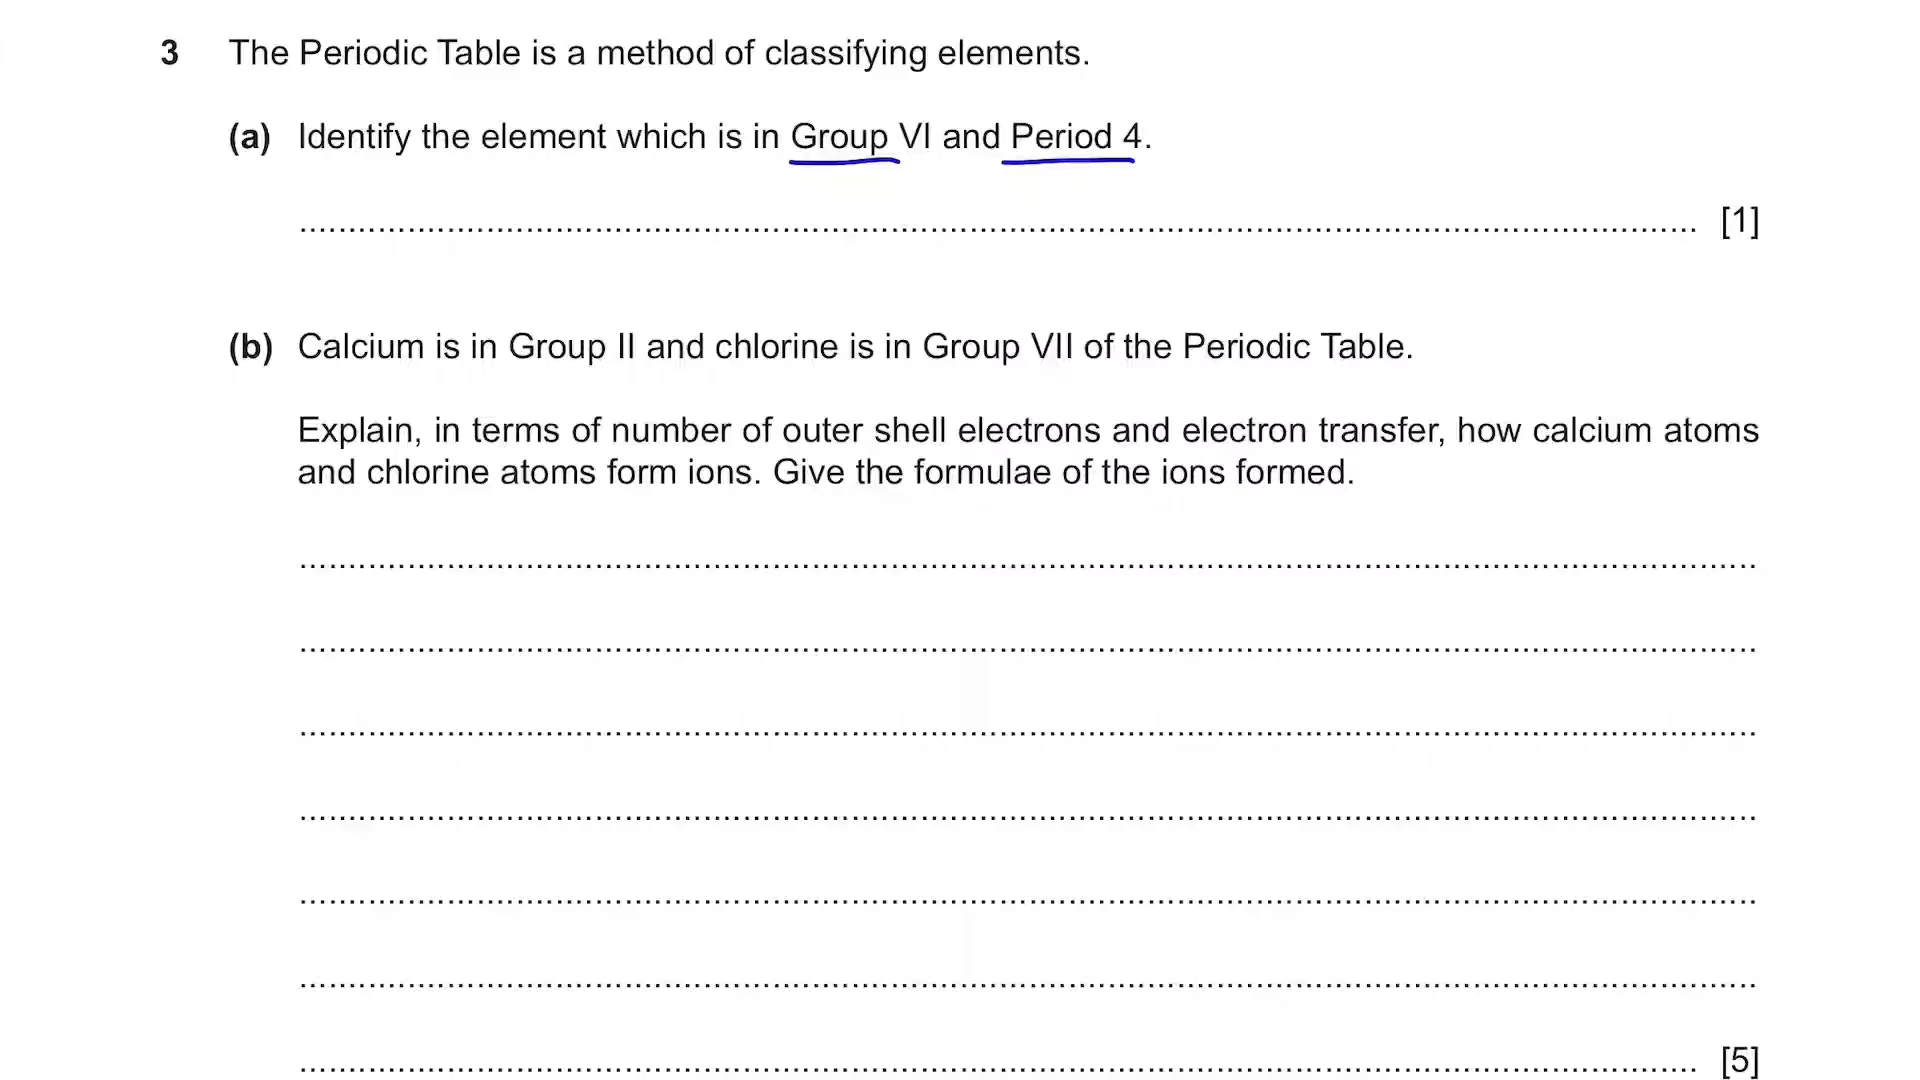 3 The Periodic Table is a method of classifying elements.
(a) Identify the element which is in Group VI and Period 4.
.......................................................................................................................................... [1]
(b) Calcium is in Group II and chlorine is in Group VII of the Periodic Table.
Explain, in terms of number of outer shell electrons and electron transfer, how calcium atoms
and chlorine atoms form ions. Give the formulae of the ions formed.
................................................................................................................................................
................................................................................................................................................
................................................................................................................................................
................................................................................................................................................
................................................................................................................................................
................................................................................................................................................
.......................................................................................................................................... [5]